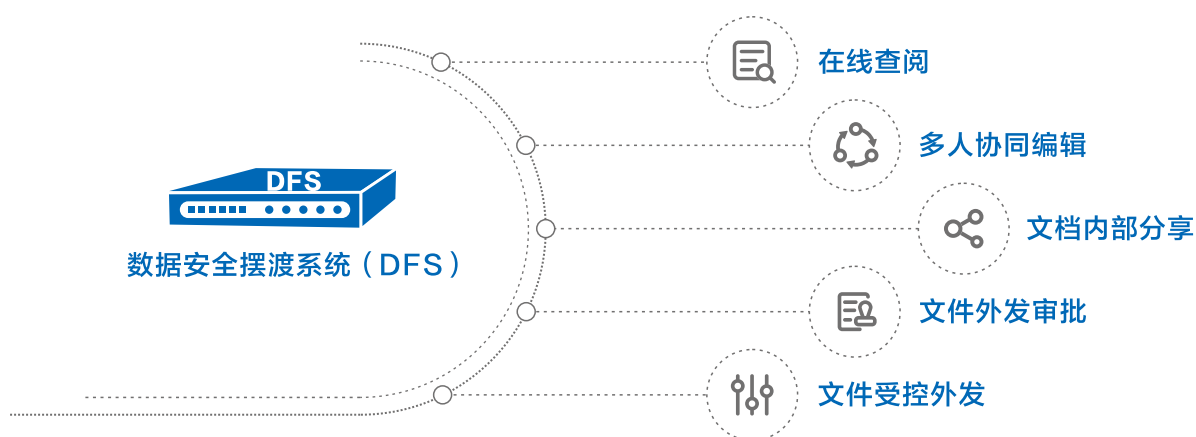 在线查阅
多人协同编辑
DFS
文档内部分享
数据安全摆渡系统（DFS）
文件外发审批
文件受控外发